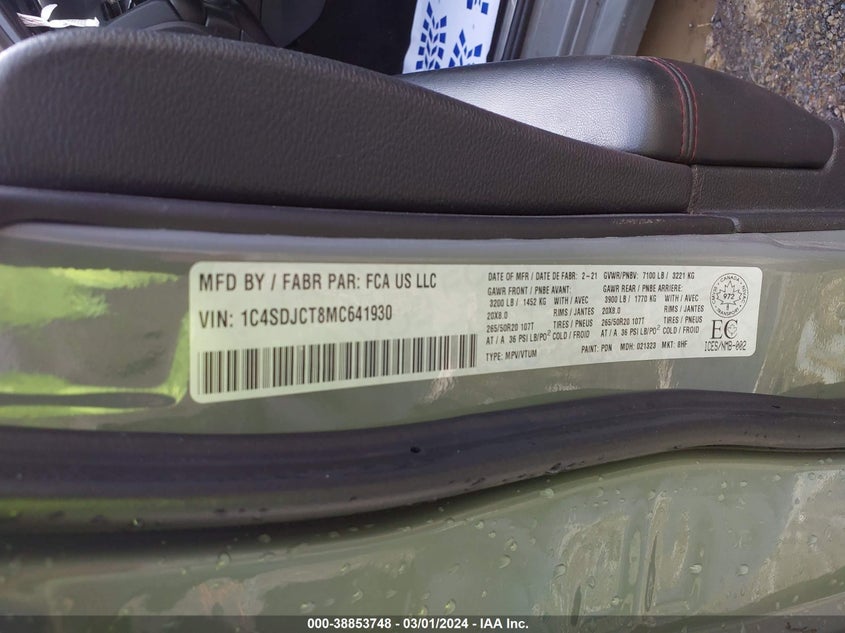 MFD BY / FABR PAR: FCA US LLC
VIN: 1C4SDJCT8MC641930
DATE OF MFR / DATE DE FABR: 2-21 GVWR/PNBV: 7100 LB / 3221 KG
GAWR FRONT / PNBE AVANT: GAWR REAR / PNBE ARRIERE:
3200 LB / 1452 KG WITH / AVEC 3900 LB / 1770 KG WITH / AVEC
20X8.0 RIMS / JANTES 20X8.0 RIMS / JANTES
265/50R20 107T TIRES / PNEUS 265/50R20 107T TIRES / PNEUS
AT / A 36 PSI LB/PO² COLD / FROID AT / A 36 PSI LB/PO² COLD / FROID
TYPE: MPV/VTUM PAINT: PDN MDH: 021323 MKT: 8HF
CANADA
972
EC
ICES/NMB-002
000-38853748 - 03/01/2024 - IAA Inc.